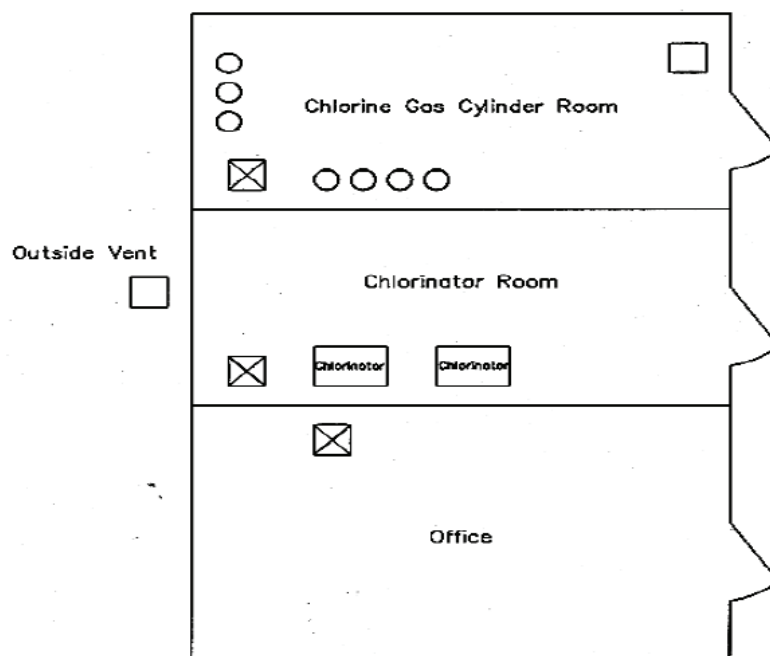 Chlorine Gas Cylinder Room
Outside Vent
Chlorinator Room
Chlorinator
Chlorinator
Office